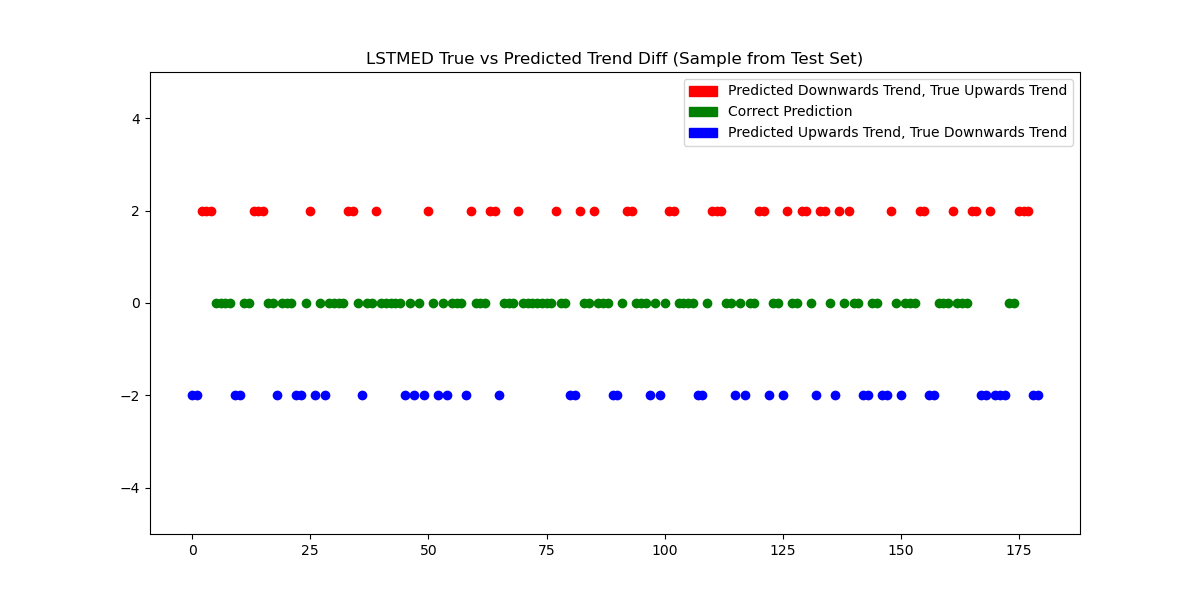 LSTMED True vs Predicted Trend Diff (Sample from Test Set)
Predicted Downwards Trend, True Upwards Trend
Correct Prediction
Predicted Upwards Trend, True Downwards Trend
4
2
0
−2
−4
0 25 50 75 100 125 150 175